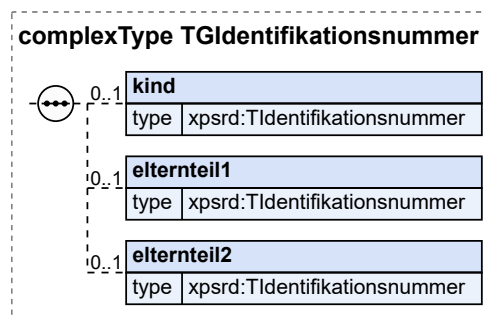 complexType TGIdentifikationsnummer
0..1 kind
type xpsrd:TIdentifikationsnummer
0..1 elternteil1
type xpsrd:TIdentifikationsnummer
0..1 elternteil2
type xpsrd:TIdentifikationsnummer